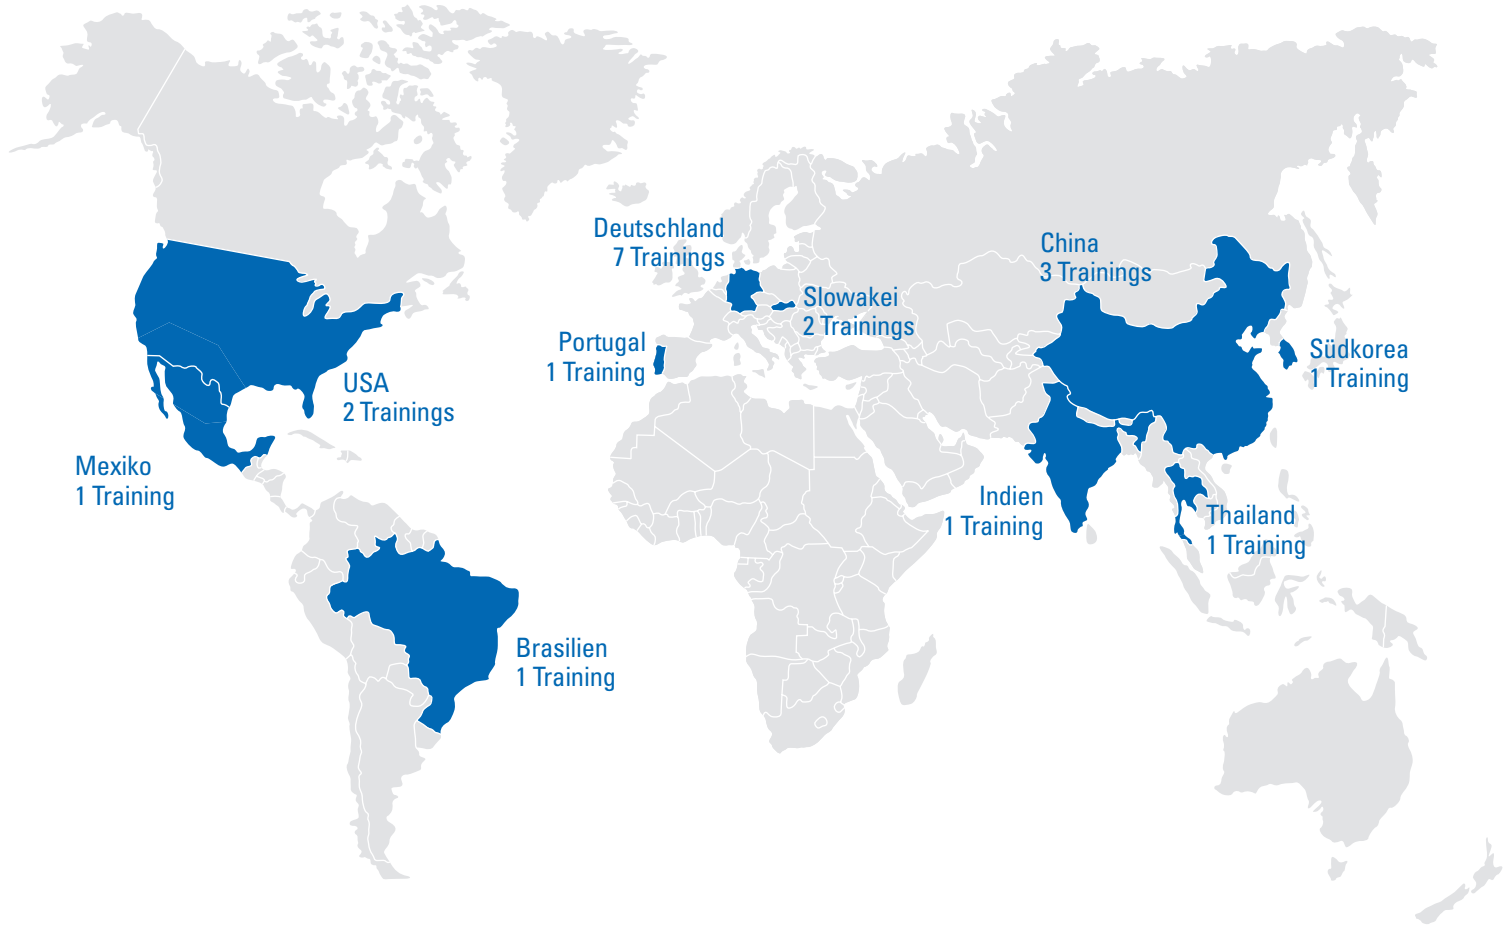 Deutschland
7 Trainings
China
3 Trainings
Slowakei
2 Trainings
Portugal
1 Training
Südkorea
1 Training
USA
2 Trainings
Mexiko
1 Training
Indien
1 Training
Thailand
1 Training
Brasilien
1 Training